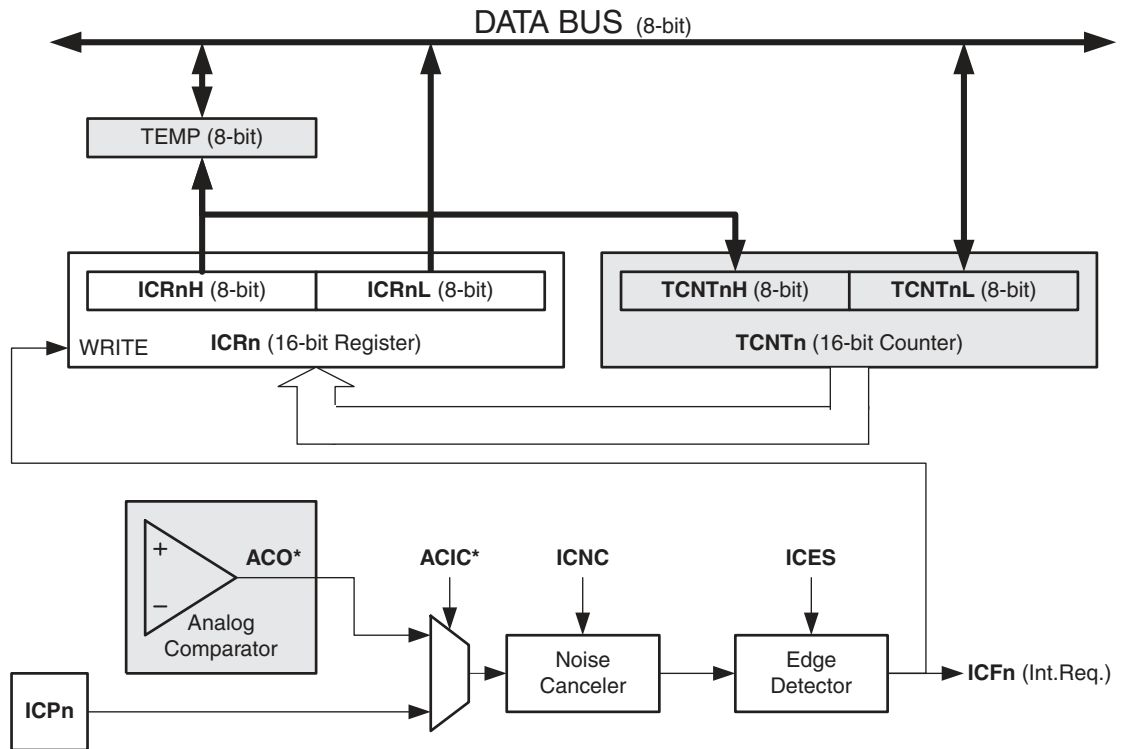 DATA BUS (8-bit)
TEMP (8-bit)
ICRnH (8-bit)
ICRnL (8-bit)
TCNTnH (8-bit)
TCNTnL (8-bit)
WRITE
ICRn (16-bit Register)
TCNTn (16-bit Counter)
+
−
ACO*
Analog
Comparator
ACIC*
ICNC
ICES
Noise
Canceler
Edge
Detector
ICFn (Int.Req.)
ICPn